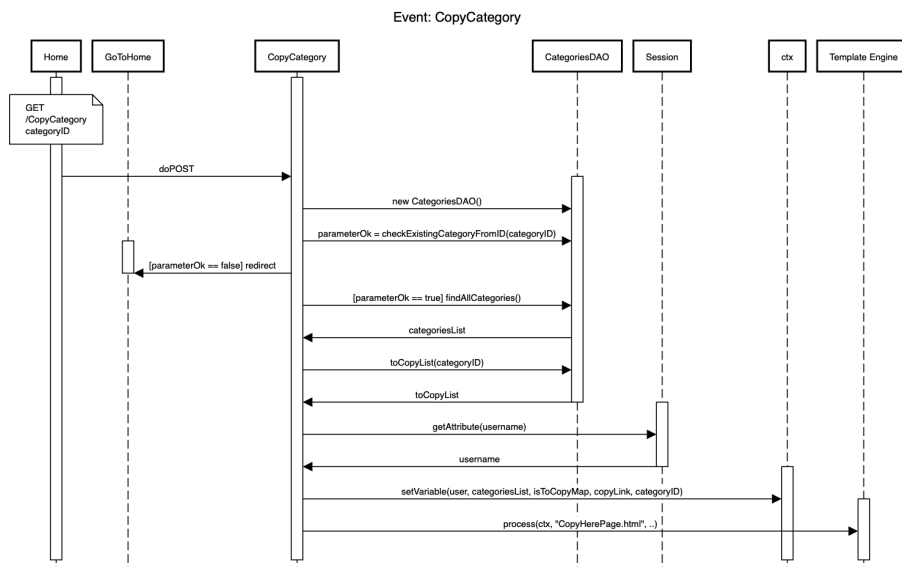 Event: CopyCategory
Home
GoToHome
CopyCategory
CategoriesDAO
Session
ctx
Template Engine
GET
/CopyCategory
categoryID
doPOST
new CategoriesDAO()
parameterOk = checkExistingCategoryFromID(categoryID)
[parameterOk == false] redirect
[parameterOk == true] findAllCategories()
categoriesList
toCopyList(categoryID)
toCopyList
getAttribute(username)
username
setVariable(user, categoriesList, isToCopyMap, copyLink, categoryID)
process(ctx, "CopyHerePage.html", ..)